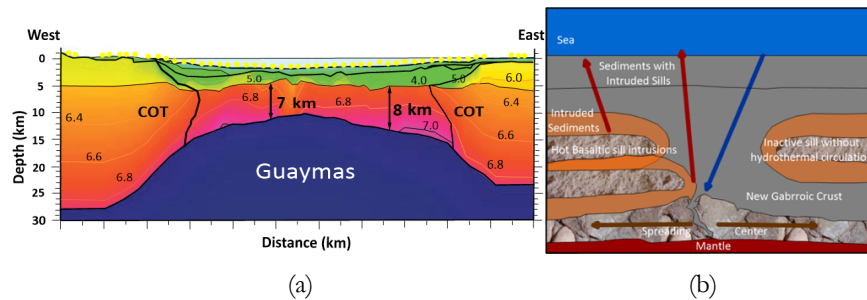 West
East
0
5
10
15
20
25
30
Depth (km)
5.0
4.0
5.0
6.0
6.4
6.6
6.8
COT
6.8
7 km
6.8
8 km
7.0
COT
6.4
6.6
6.8
Guaymas
Distance (km)
(a)
Sea
Sediments with
Intruded Sills
Intruded
Sediments
Hot Basaltic sill intrusions
Inactive sill without
hydrothermal circulation
New Gabrroic Crust
Spreading Center
Mantle
(b)